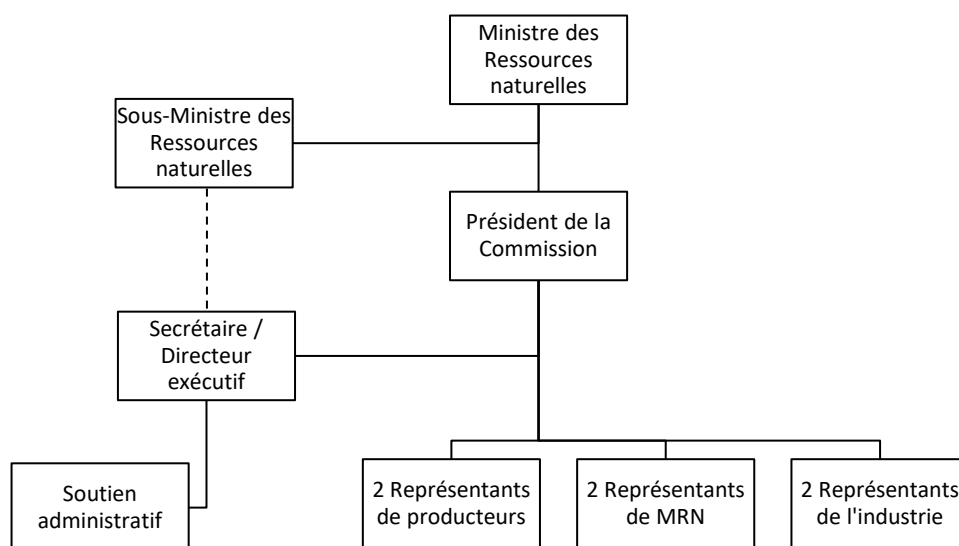 Ministre des
Ressources
naturelles
Sous-Ministre des
Ressources
naturelles
Président de la
Commission
Secrétaire /
Directeur
exécutif
Soutien
administratif
2 Représentants
de producteurs
2 Représentants
de MRN
2 Représentants
de l'industrie